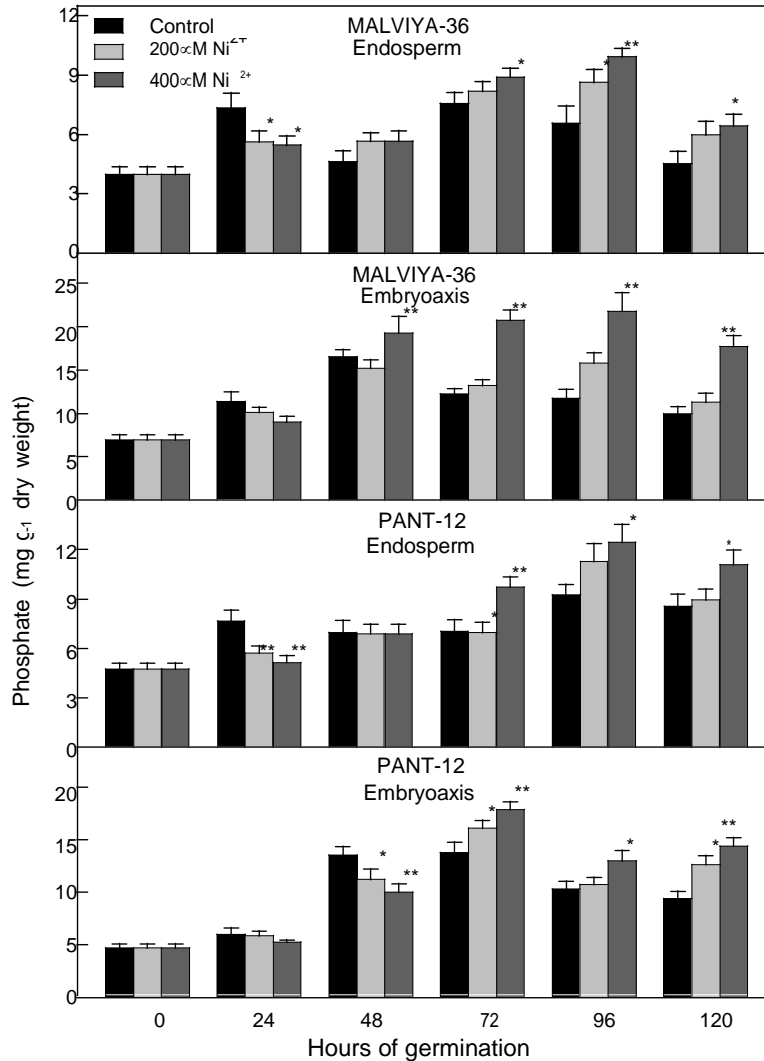 Control
200∝M Ni2+
400∝M Ni 2+
MALVIYA-36
Endosperm
12
9
6
3
0
* * * * ** *
MALVIYA-36
Embryoaxis
25
20
15
10
5
0
** ** ** **
PANT-12
Endosperm
12
9
6
3
0
** ** * ** * *
PANT-12
Embryoaxis
20
15
10
5
0
* ** * ** * * **
0 24 48 72 96 120
Hours of germination
Phosphate (mg ς-1 dry weight)